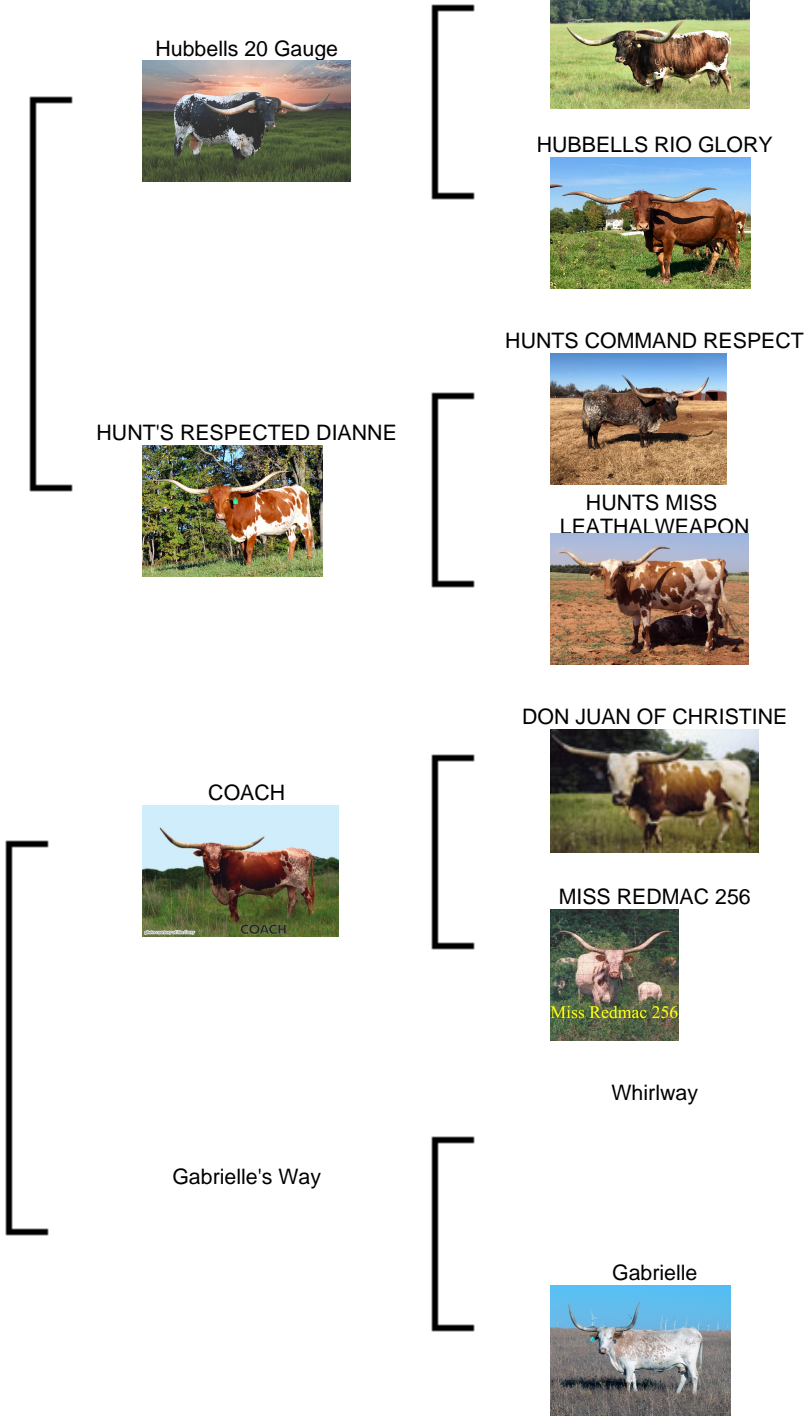 Hubbells 20 Gauge
HUBBELLS RIO GLORY
HUNTS COMMAND RESPECT
HUNT'S RESPECTED DIANNE
HUNTS MISS
LEATHALWEAPON
DON JUAN OF CHRISTINE
COACH
COACH
MISS REDMAC 256
Miss Redmac 256
Whirlway
Gabrielle's Way
Gabrielle